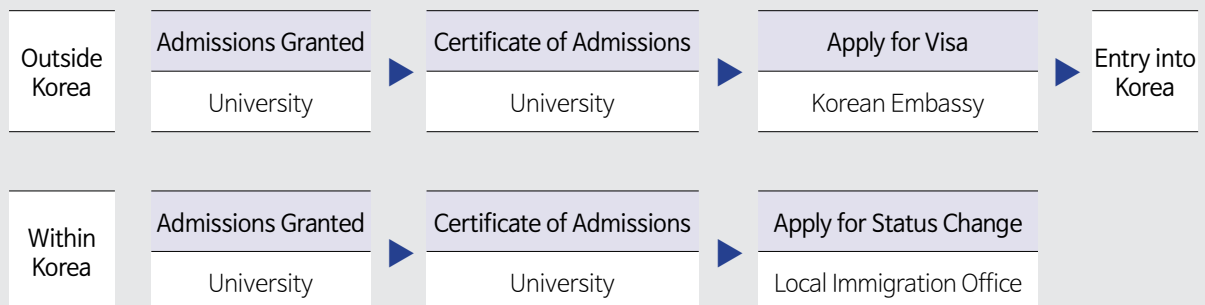 Outside
Korea
Admissions Granted
University
Certificate of Admissions
University
Apply for Visa
Korean Embassy
Entry into
Korea
Within
Korea
Admissions Granted
University
Certificate of Admissions
University
Apply for Status Change
Local Immigration Office